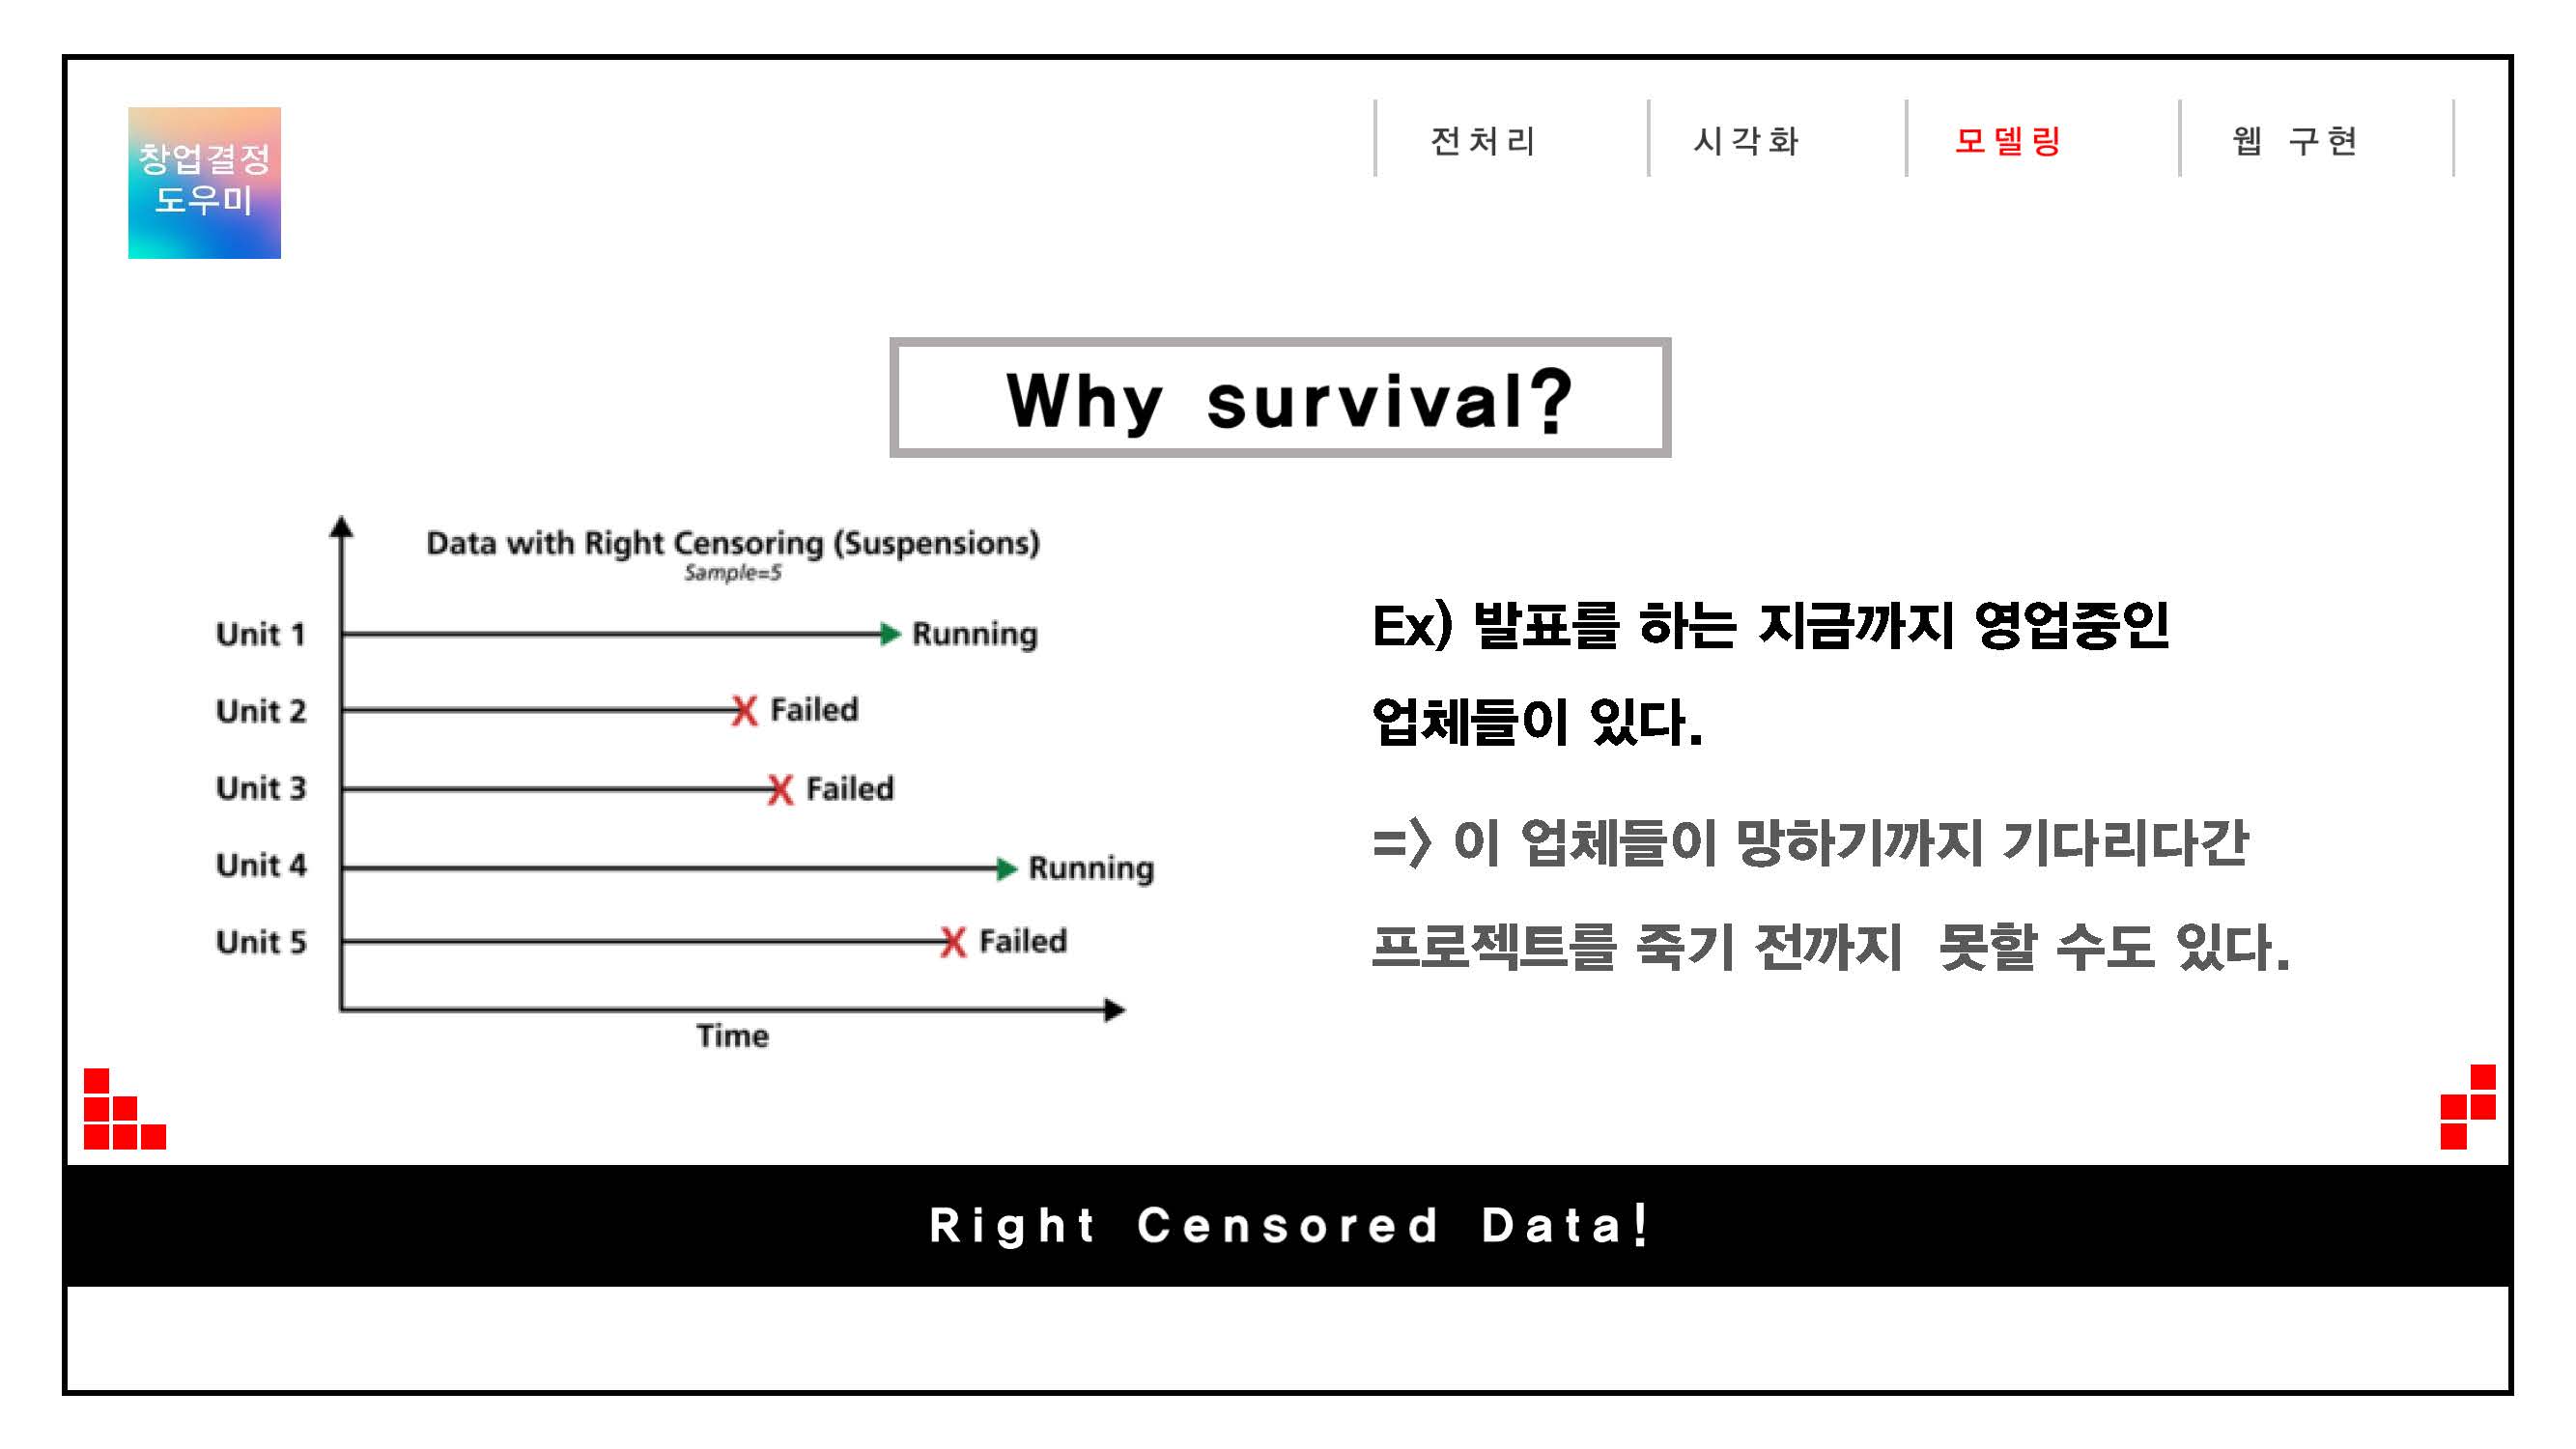 창업결정
도우미
전처리
시각화
모델링
웹 구현
Why survival?
Data with Right Censoring (Suspensions)
Sample=5
Unit 1
Running
Unit 2
X Failed
Unit 3
X Failed
Unit 4
Running
Unit 5
X Failed
Time
Ex) 발표를 하는 지금까지 영업중인
업체들이 있다.
=> 이 업체들이 망하기까지 기다리다간
프로젝트를 죽기 전까지 못할 수도 있다.
Right Censored Data!